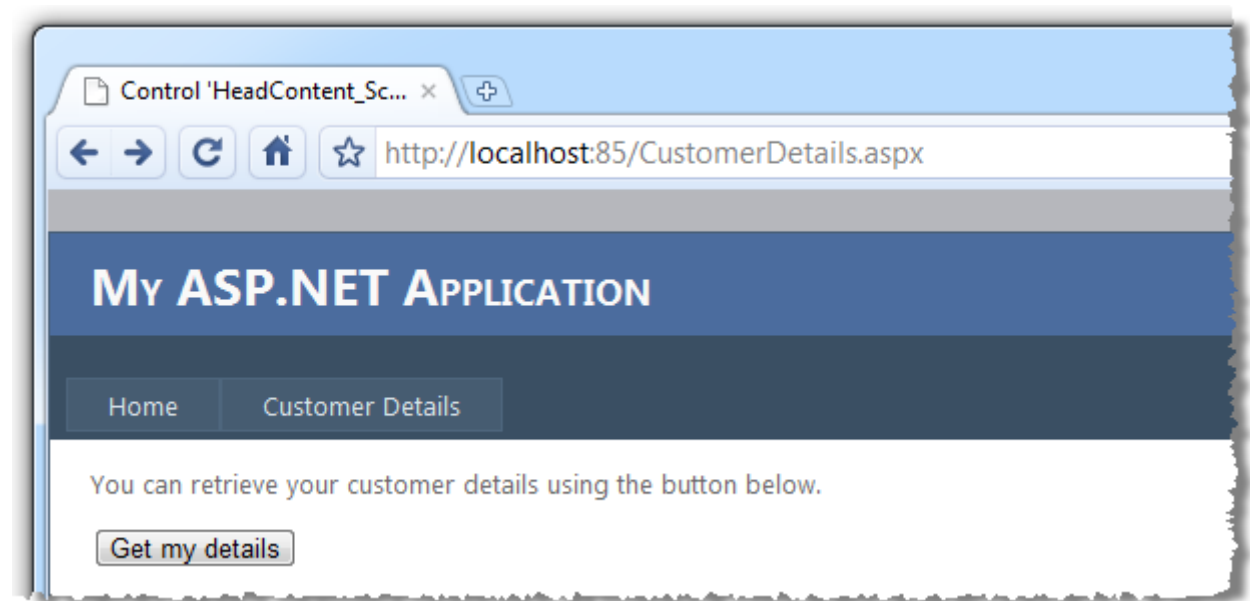 Control 'HeadContent_Sc...
http://localhost:85/CustomerDetails.aspx
My ASP.NET Application
Home Customer Details
You can retrieve your customer details using the button below.
Get my details